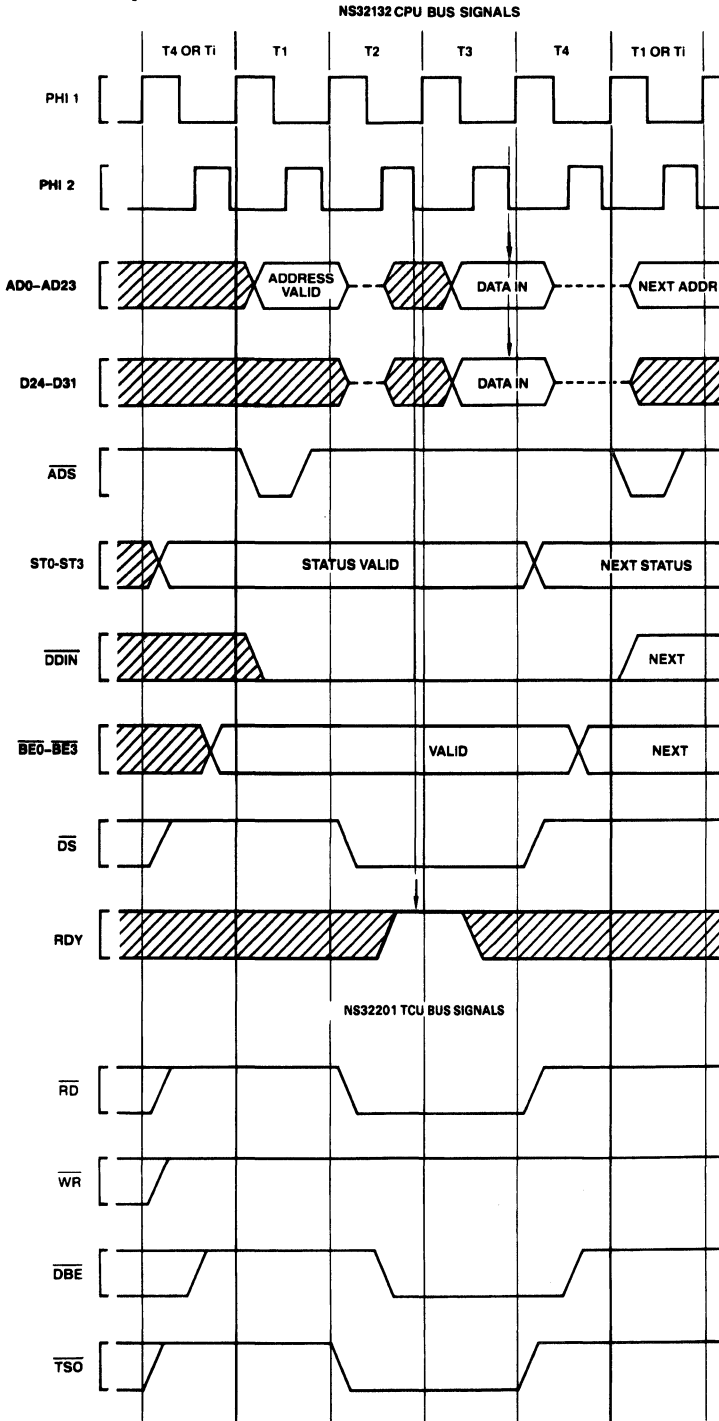 NS32132 CPU BUS SIGNALS
T4 OR Ti T1 T2 T3 T4 T1 OR Ti
PHI 1
PHI 2
AD0–AD23 ADDRESS VALID DATA IN NEXT ADDR
D24–D31 DATA IN
ADS
ST0-ST3 STATUS VALID NEXT STATUS
DDIN NEXT
BE0–BE3 VALID NEXT
DS
RDY
NS32201 TCU BUS SIGNALS
RD
WR
DBE
TSO